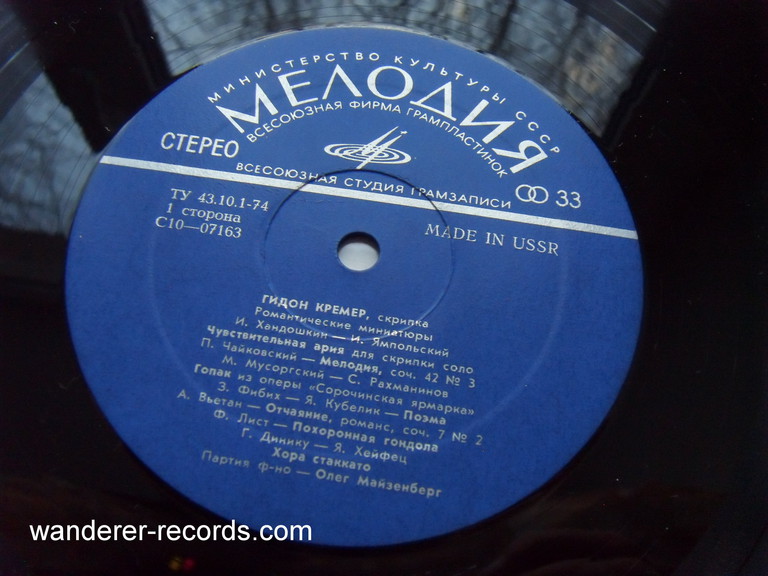 МИНИСТЕРСТВО КУЛЬТУРЫ СССР
МЕЛОДИЯ
ВСЕСОЮЗНАЯ ФИРМА ГРАМПЛАСТИНОК
СТЕРЕО
ВСЕСОЮЗНАЯ СТУДИЯ ГРАМЗАПИСИ
33
ТУ 43.10.1-74
1 сторона
С10—07163
MADE IN USSR
ГИДОН КРЕМЕР, скрипка
Романтические миниатюры
И. Хандошкин — И. Ямпольский
Чувствительная ария для скрипки соло
П. Чайковский — Мелодия, соч. 42 № 3
М. Мусоргский — С. Рахманинов
Гопак из оперы «Сорочинская ярмарка»
З. Фибих — Я. Кубелик — Поэма
А. Вьетан — Отчаяние, романс, соч. 7 № 2
Ф. Лист — Похоронная гондола
Г. Динику — Я. Хейфец
Хора стаккато
Партия ф-но — Олег Майзенберг
wanderer-records.com